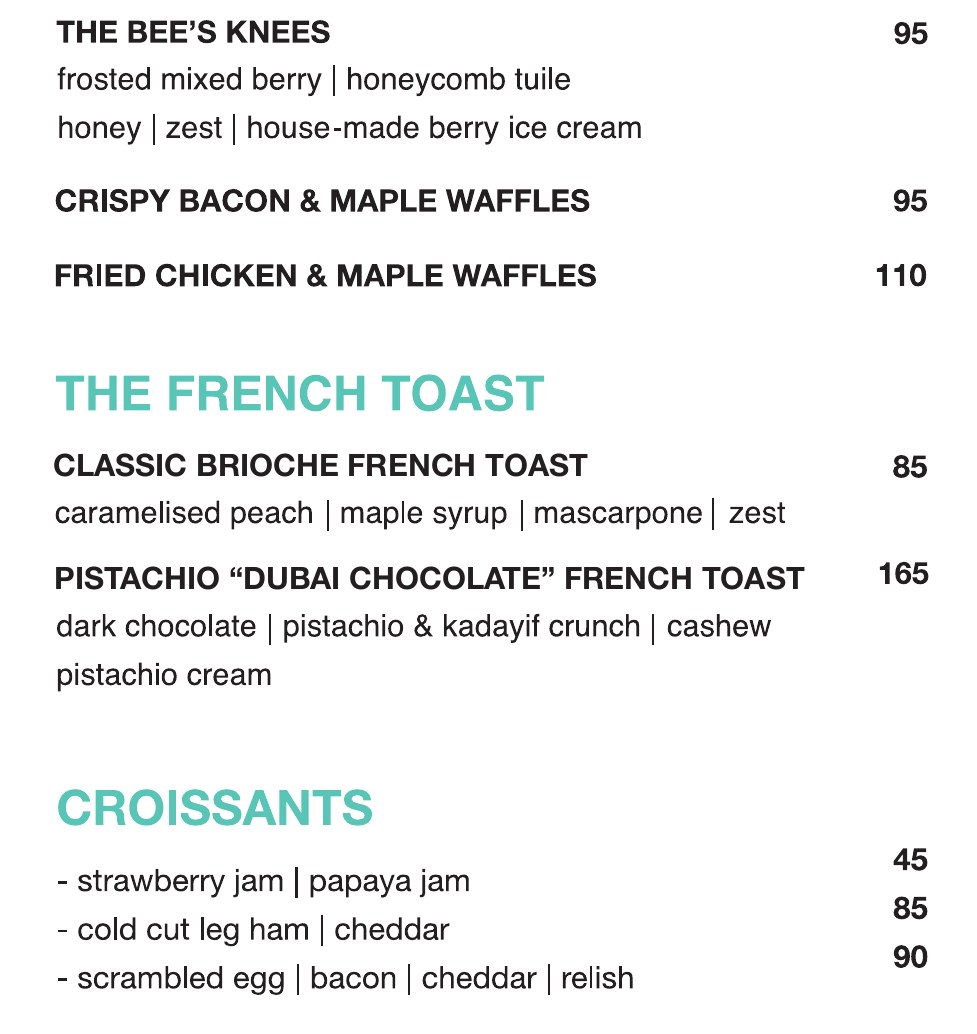 THE BEE’S KNEES 95
frosted mixed berry | honeycomb tuile
honey | zest | house-made berry ice cream
CRISPY BACON & MAPLE WAFFLES 95
FRIED CHICKEN & MAPLE WAFFLES 110
THE FRENCH TOAST
CLASSIC BRIOCHE FRENCH TOAST 85
caramelised peach | maple syrup | mascarpone | zest
PISTACHIO “DUBAI CHOCOLATE” FRENCH TOAST 165
dark chocolate | pistachio & kadayif crunch | cashew
pistachio cream
CROISSANTS
- strawberry jam | papaya jam 45
- cold cut leg ham | cheddar 85
- scrambled egg | bacon | cheddar | relish 90